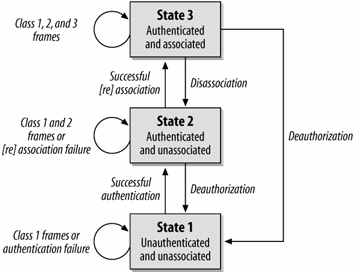 Class 1, 2, and 3
frames
State 3
Authenticated
and associated
Successful
[re] association
Disassociation
Class 1 and 2
frames or
[re] association failure
State 2
Authenticated
and unassociated
Deauthorization
Successful
authentication
Deauthorization
Class 1 frames or
authentication failure
State 1
Unauthenticated
and unassociated